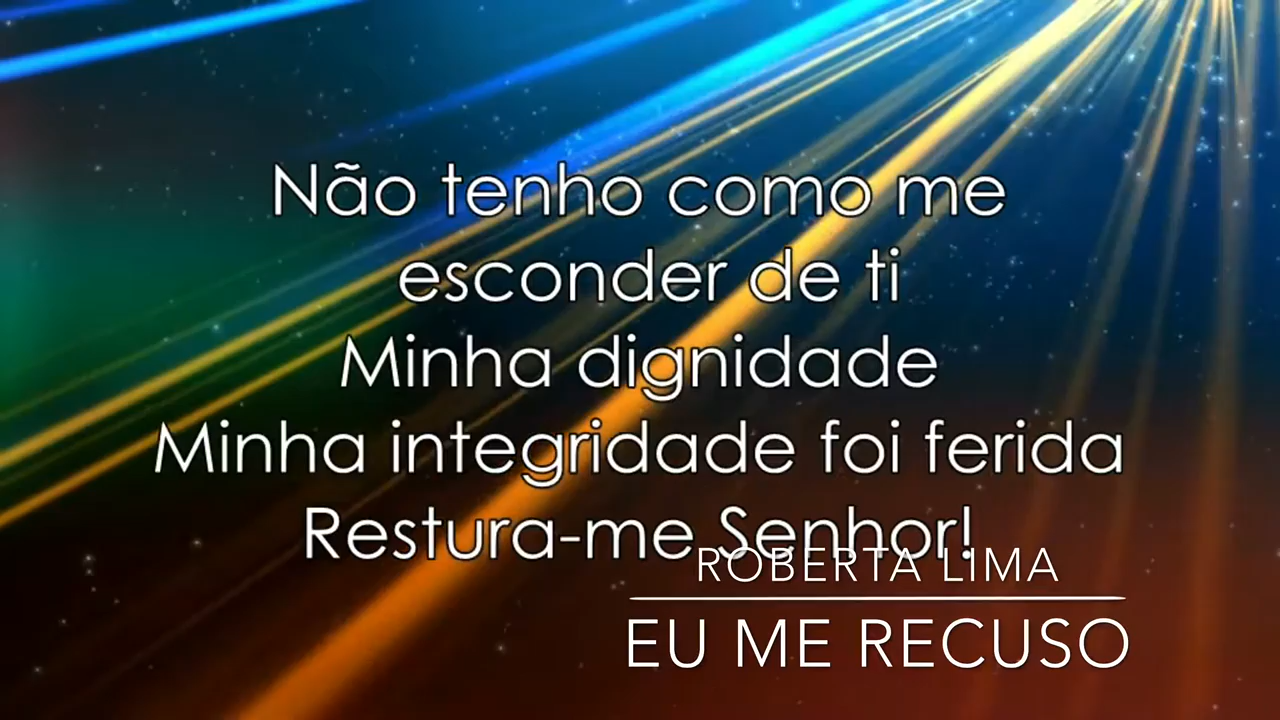 Não tenho como me
esconder de ti
Minha dignidade
Minha integridade foi ferida
Restura-me Senhor!
ROBERTA LIMA
EU ME RECUSO